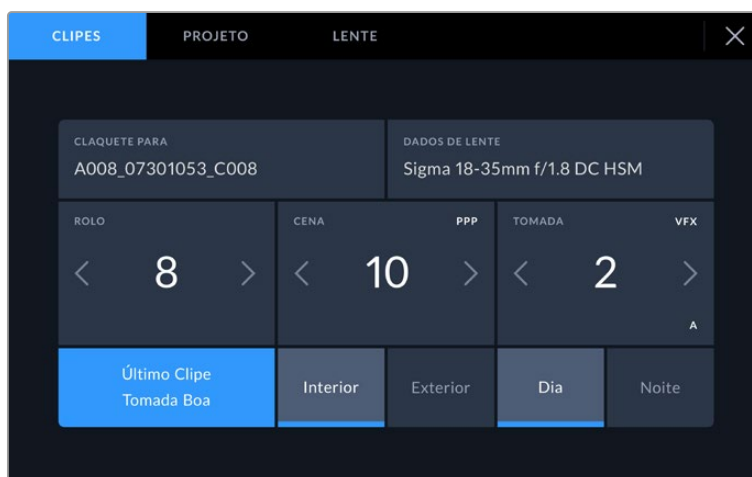 CLIPES PROJETO LENTE
CLAQUETE PARA DADOS DE LENTE
A008_07301053_C008 Sigma 18-35mm f/1.8 DC HSM
ROLO CENA PPP TOMADA VFX
8 10 2
A
Último Clipe
Tomada Boa
Interior Exterior Dia Noite